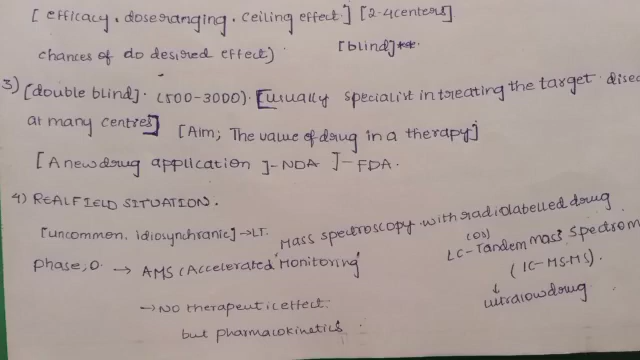 [efficacy, doseranging, ceiling effect] [2-4centers]
chances of do desired effect) [blind]**
3) [double blind]. (500-3000). [usually specialist in treating the target disea
at many centres] [Aim; The value of drug in a therapy]
[A new drug application ]-NDA ]-FDA.
4) REALFIELD SITUATION.
[uncommon, idiosynchranic] →LT.
Mass spectroscopy with radiolabelled drug
(OR)
Phase, 0. → AMS (Accelerated Monitoring
LC-Tandem mass spectrom
(LC-MS-MS).
↓
ultralowdrug
→ NO therapeutic effect.
but pharmacokinetics.